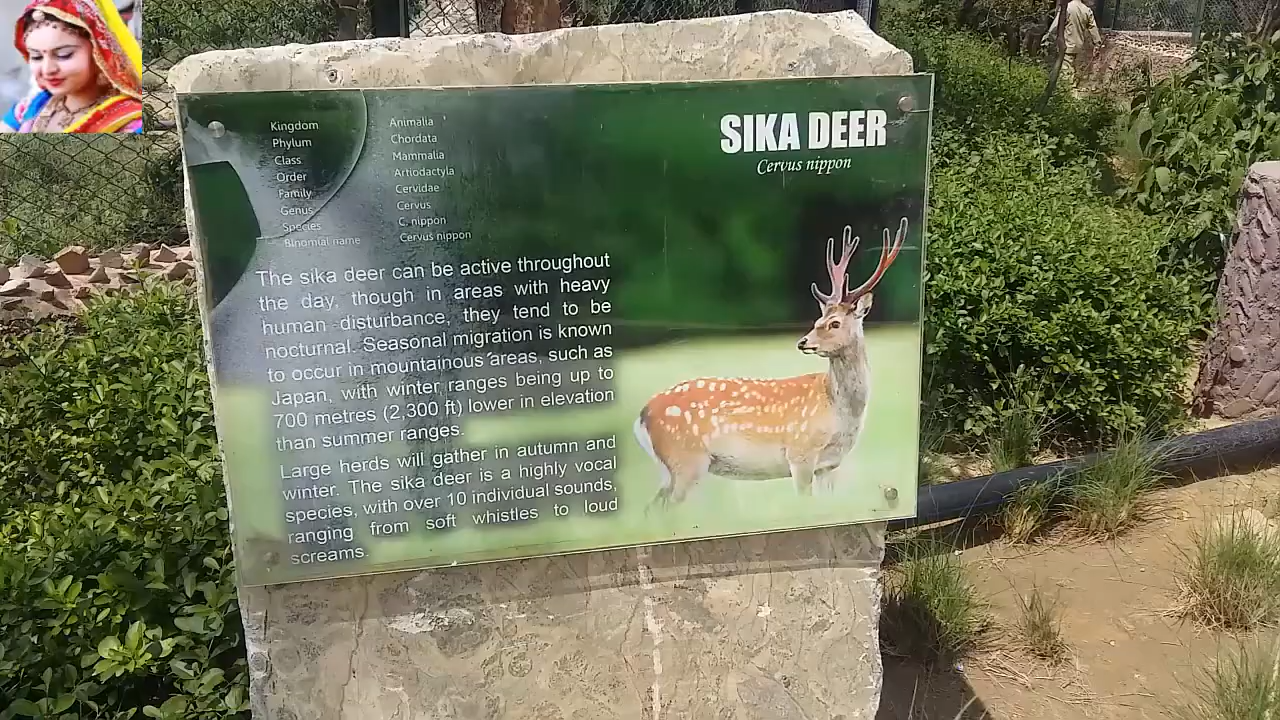 SIKA DEER
Cervus nippon
Kingdom Animalia
Phylum Chordata
Class Mammalia
Order Artiodactyla
Family Cervidae
Genus Cervus
Species C. nippon
Binomial name Cervus nippon
The sika deer can be active throughout
the day, though in areas with heavy
human disturbance, they tend to be
nocturnal. Seasonal migration is known
to occur in mountainous areas, such as
Japan, with winter ranges being up to
700 metres (2,300 ft) lower in elevation
than summer ranges.
Large herds will gather in autumn and
winter. The sika deer is a highly vocal
species, with over 10 individual sounds,
ranging from soft whistles to loud
screams.